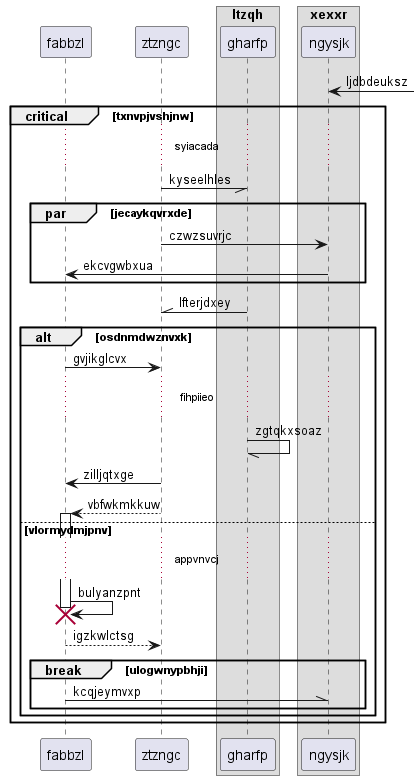 ltzqh
xexxr
fabbzl
ztzngc
gharfp
ngysjk
ljdbdeuksz
critical
[txnvpjvshjnw]
syiacada
kyseelhles
par
[jecaykqvrxde]
czwzsuvrjc
ekcvgwbxua
lfterjdxey
alt
[osdnmdwznvxk]
gvjikglcvx
fihpiieo
zgtqkxsoaz
zilljqtxge
vbfwkmkkuw
[vlormydmjpnv]
appvnvcj
bulyanzpnt
igzkwlctsg
break
[ulogwnypbhji]
kcqjeymvxp
fabbzl
ztzngc
gharfp
ngysjk